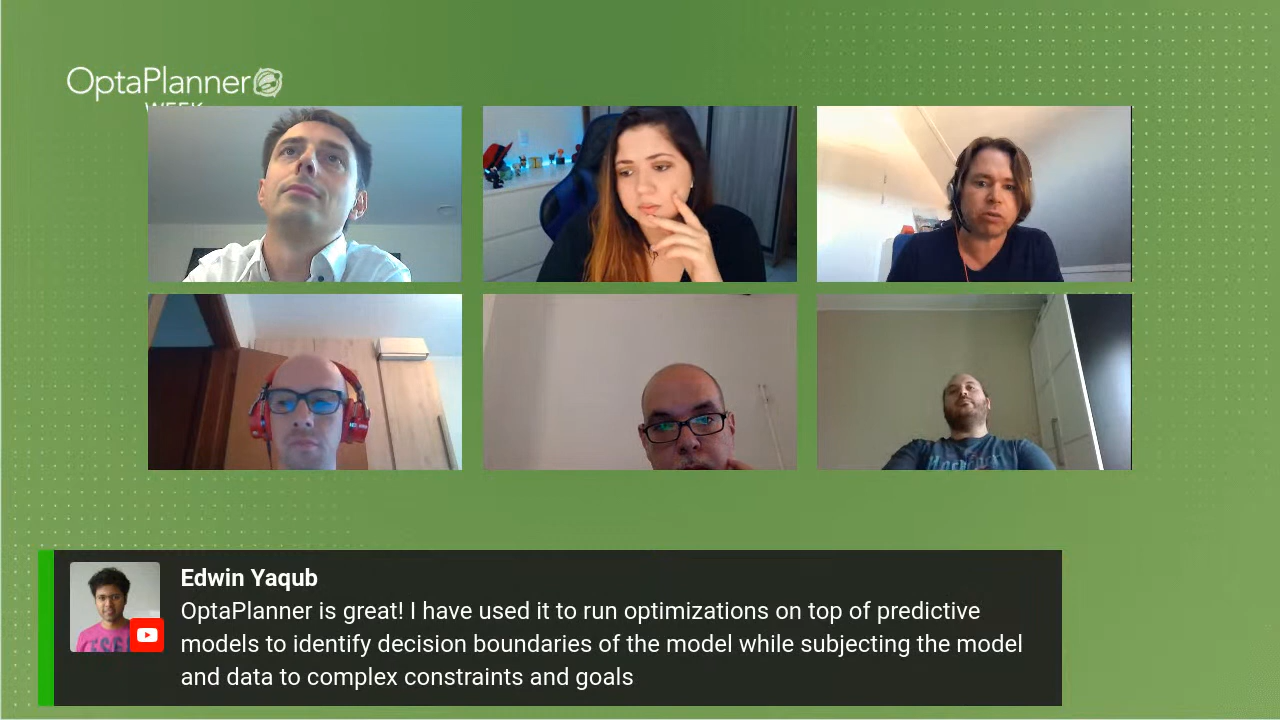 OptaPlanner
WEEK
Edwin Yaqub
OptaPlanner is great! I have used it to run optimizations on top of predictive
models to identify decision boundaries of the model while subjecting the model
and data to complex constraints and goals